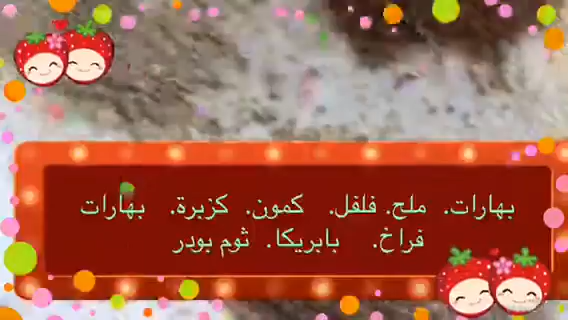 بهارات. ملح. فلفل. كمون. كزبرة. بهارات
فراخ. بابريكا. ثوم بودر